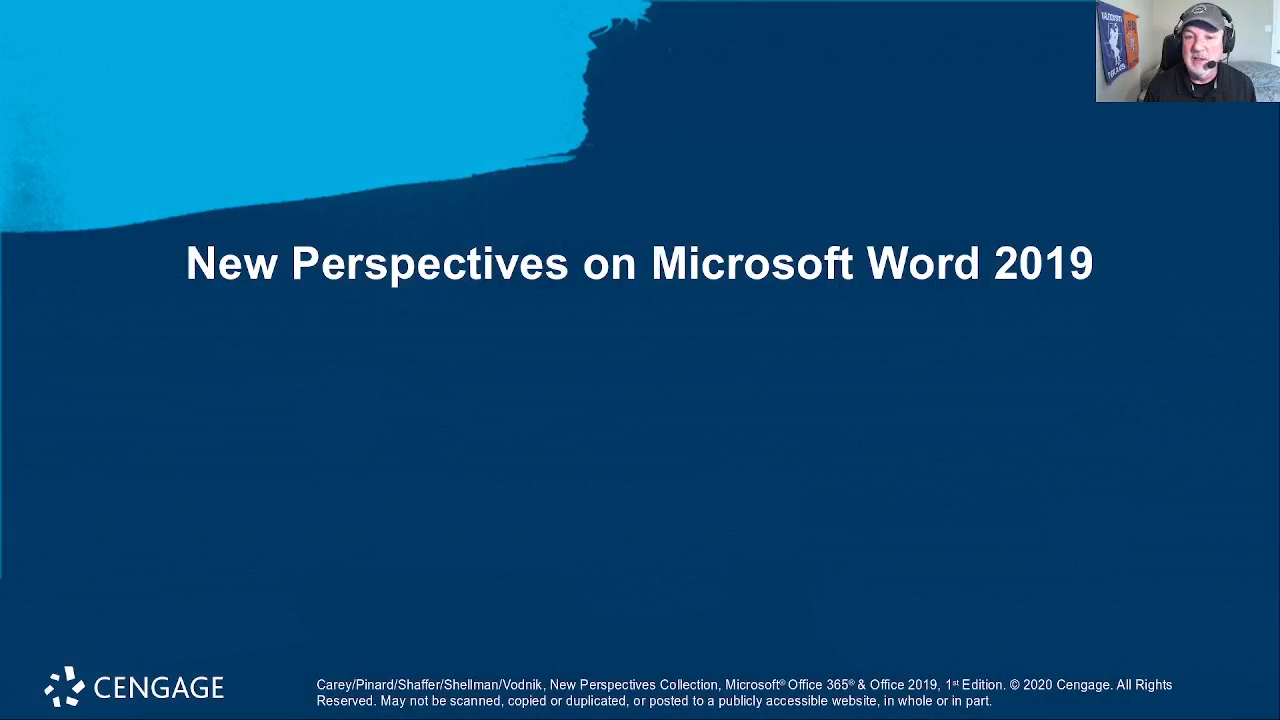 New Perspectives on Microsoft Word 2019
CENGAGE
Carey/Pinard/Shaffer/Shellman/Vodnik, New Perspectives Collection, Microsoft® Office 365® & Office 2019, 1st Edition. © 2020 Cengage. All Rights
Reserved. May not be scanned, copied or duplicated, or posted to a publicly accessible website, in whole or in part.